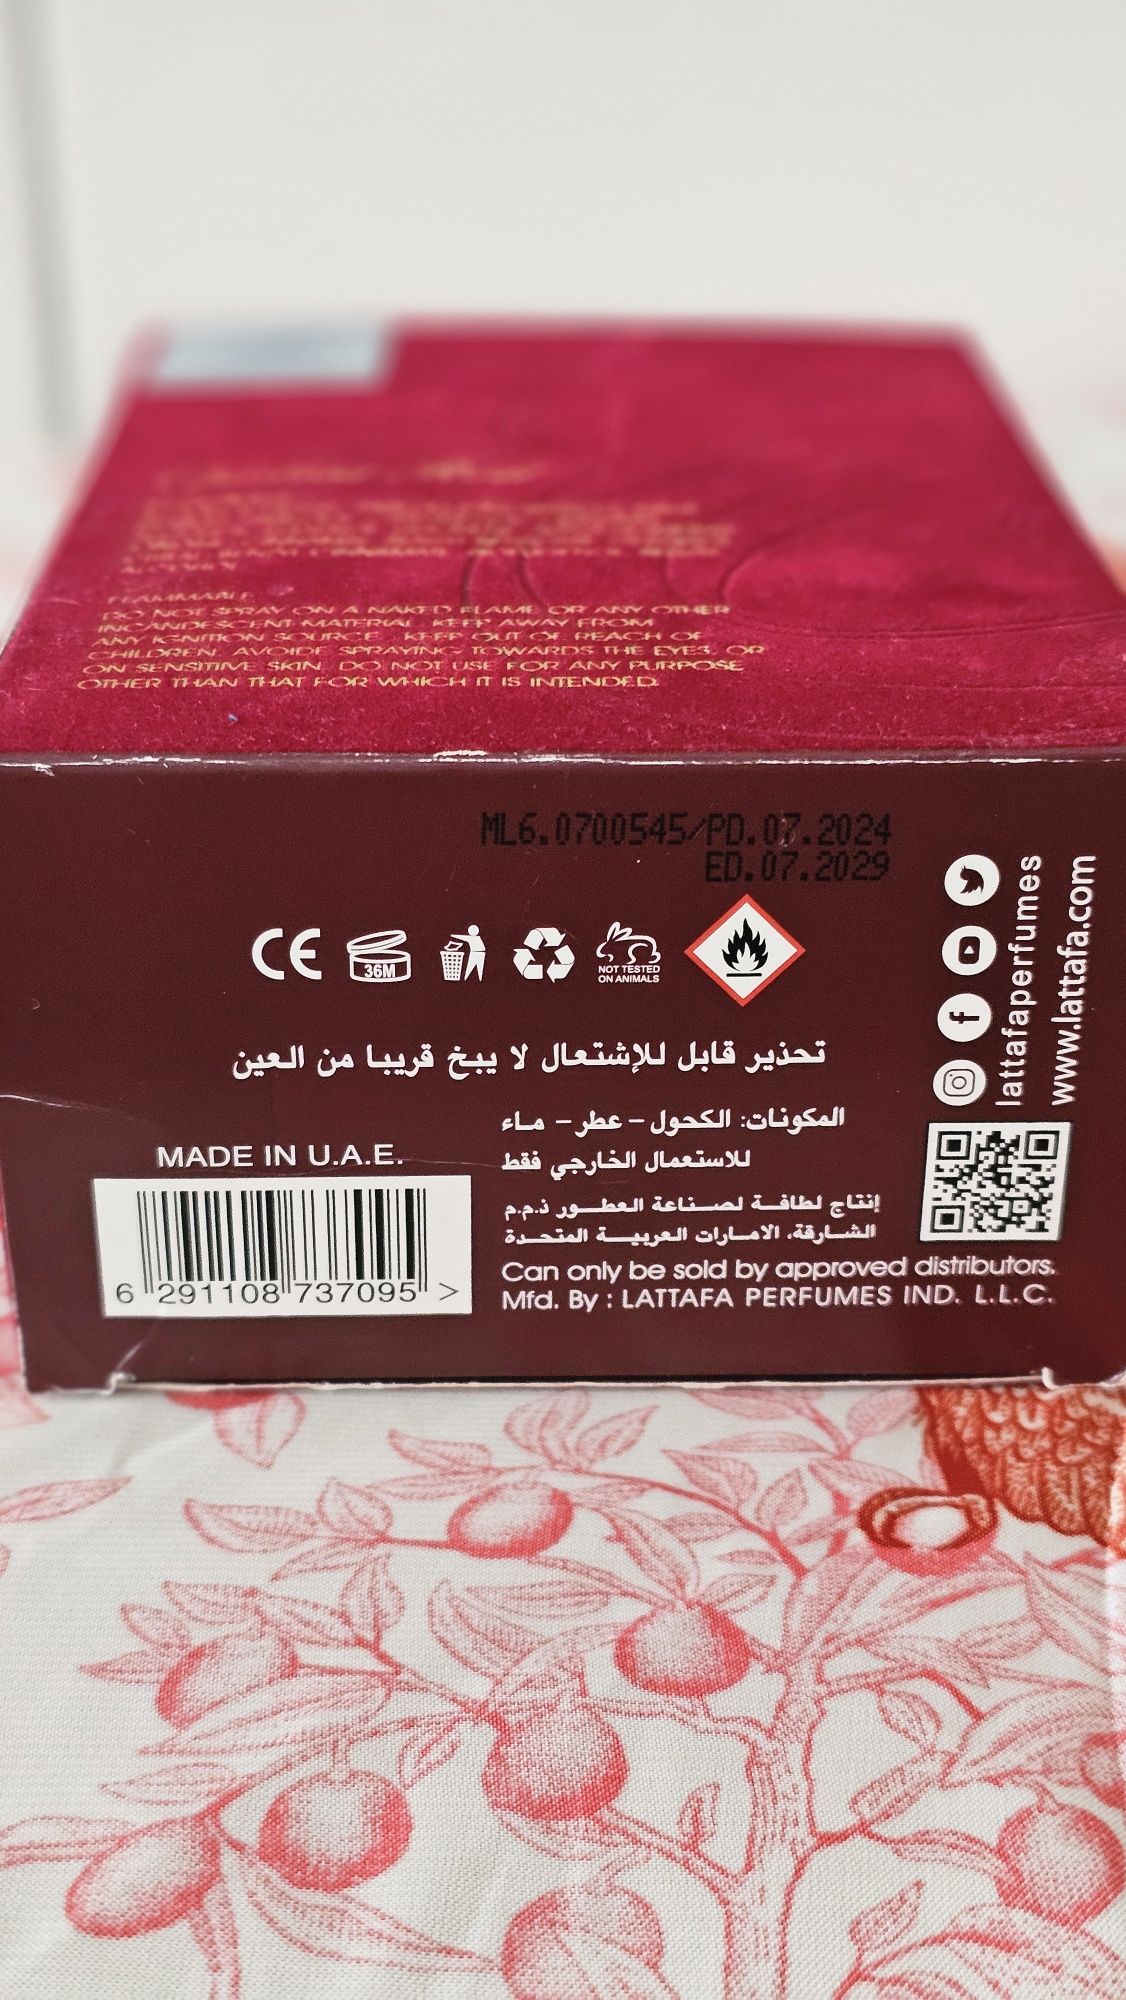 FLAMMABLE
DO NOT SPRAY ON A NAKED FLAME OR ANY OTHER
INCANDESCENT MATERIAL. KEEP AWAY FROM
ANY IGNITION SOURCE. KEEP OUT OF REACH OF
CHILDREN. AVOIDE SPRAYING TOWARDS THE EYES, OR
ON SENSITIVE SKIN. DO NOT USE FOR ANY PURPOSE
OTHER THAN THAT FOR WHICH IT IS INTENDED.
ML6.0700545/PD.07.2024
ED.07.2029
CE
36M
NOT TESTED
ON ANIMALS
تحذير قابل للإشتعال لا يبخ قريبا من العين
المكونات: الكحول - عطر - ماء
للاستعمال الخارجي فقط
إنتاج لطافة لصناعة العطور ذ.م.م
الشارقة، الامارات العربية المتحدة
Can only be sold by approved distributors.
Mfd. By : LATTAFA PERFUMES IND. L.L.C.
MADE IN U.A.E.
6 291108 737095 >
lattafaperfumes
www.lattafa.com